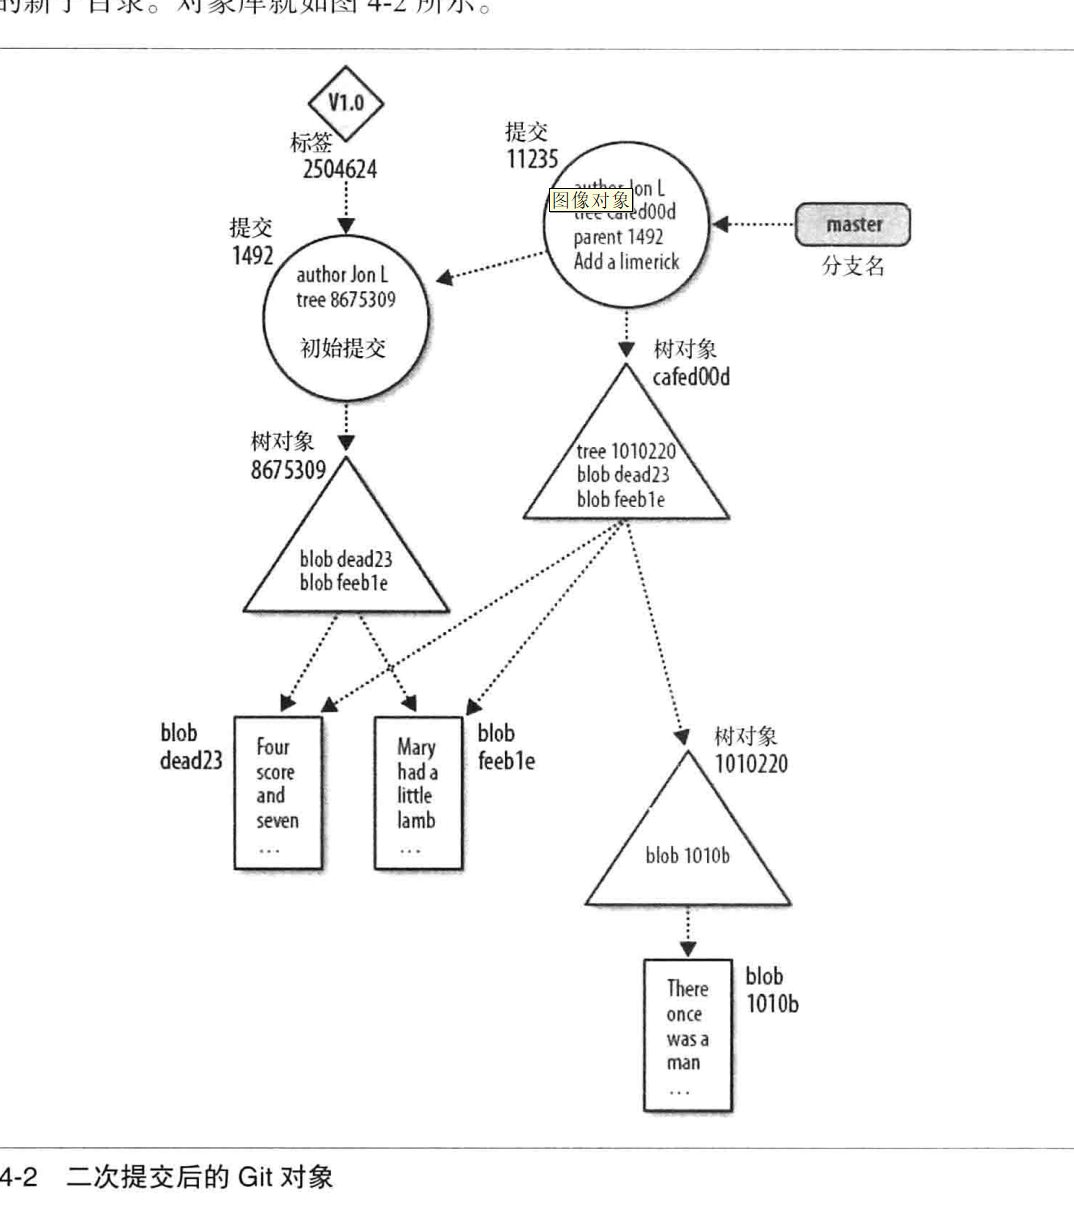 的新子目录。对象库就如图 4-2 所示。
V1.0
标签
2504624
提交
11235
author Jon L
图像对象
tree cafed00d
parent 1492
Add a limerick
master
分支名
提交
1492
author Jon L
tree 8675309
初始提交
树对象
cafed00d
tree 1010220
blob dead23
blob feeb1e
树对象
8675309
blob dead23
blob feeb1e
blob
dead23
Four
score
and
seven
...
Mary
had a
little
lamb
...
blob
feeb1e
树对象
1010220
blob 1010b
There
once
was a
man
...
blob
1010b
4-2 二次提交后的 Git 对象